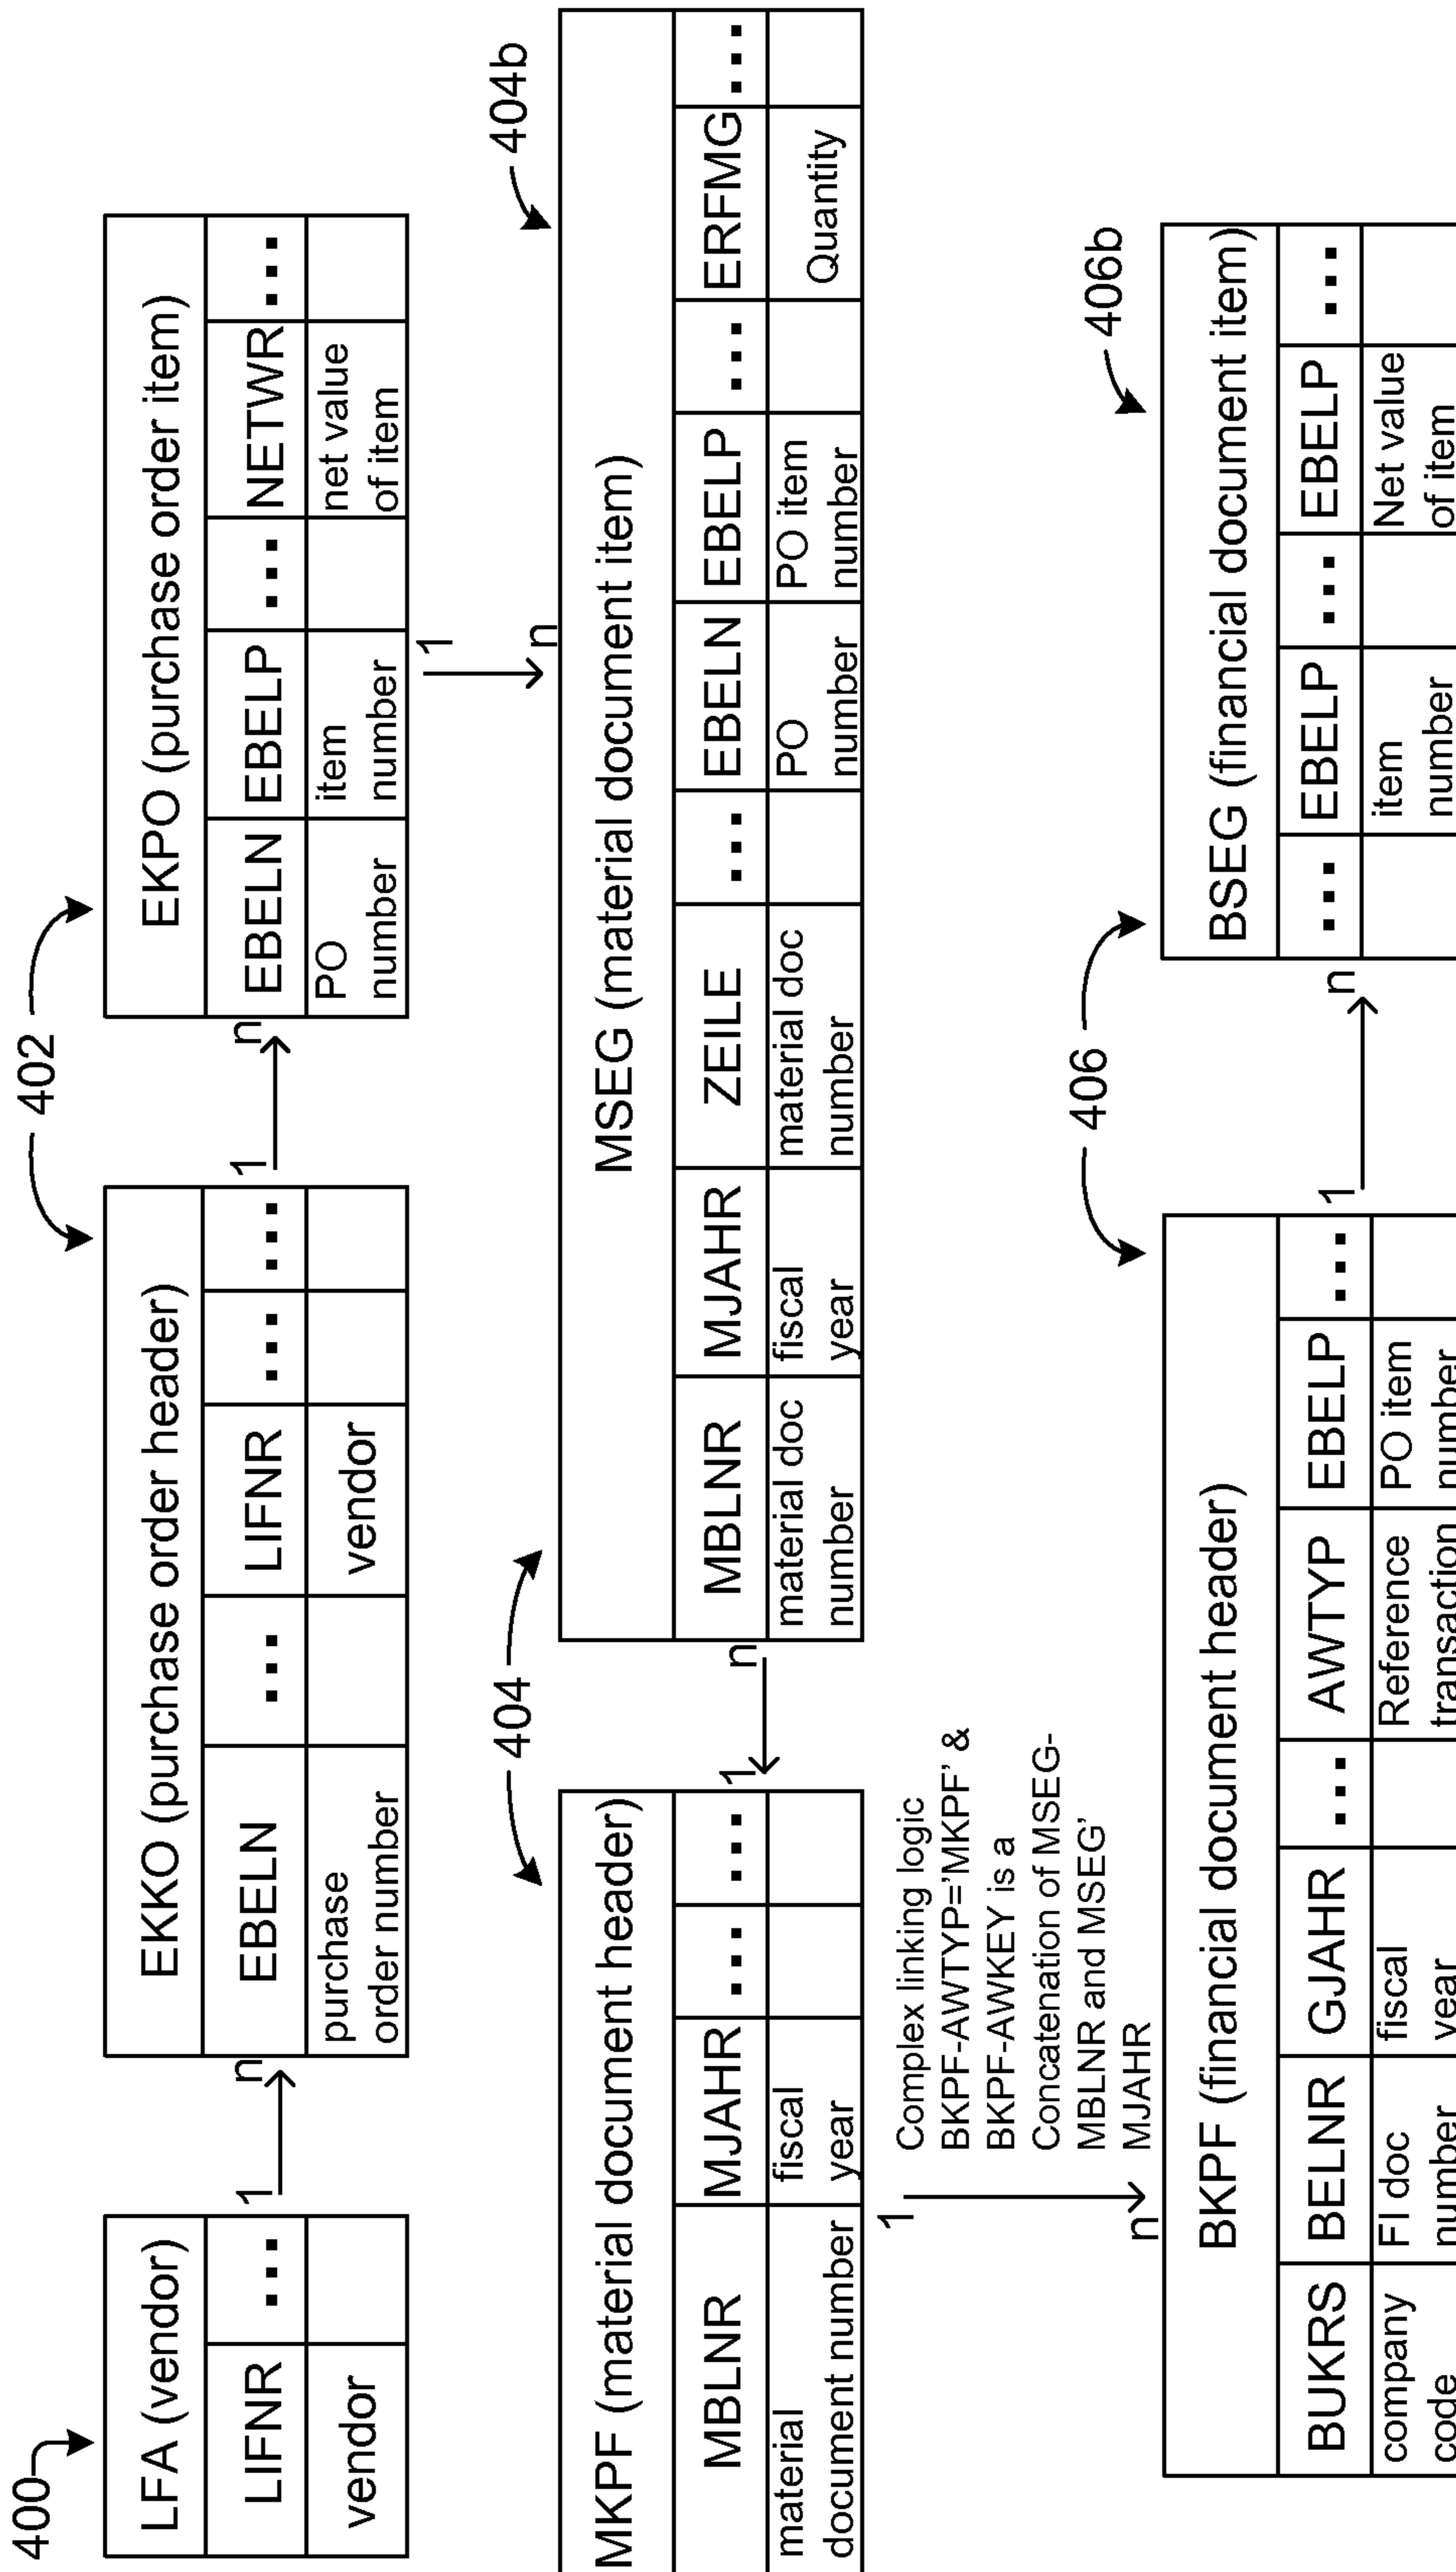 400
402
LFA (vendor)
LIFNR ...
vendor
1
n
EKKO (purchase order header)
EBELN ... LIFNR ... ...
purchase
order number
vendor
1
n
EKPO (purchase order item)
EBELN EBELP ... NETWR ...
PO
number
item
number
net value
of item
1
n
404
404b
MKPF (material document header)
MBLNR MJAHR ... ...
material
document number
fiscal
year
1
n
MSEG (material document item)
MBLNR MJAHR ZEILE ... EBELN EBELP ... ERFMG ...
material doc
number
fiscal
year
material doc
number
PO
number
PO item
number
Quantity
1
n
Complex linking logic
BKPF-AWTYP='MKPF' &
BKPF-AWKEY is a
Concatenation of MSEG-
MBLNR and MSEG'
MJAHR
406
406b
BKPF (financial document header)
BUKRS BELNR GJAHR ... AWTYP EBELP ...
company
code
FI doc
number
fiscal
year
Reference
transaction
PO item
number
1
n
BSEG (financial document item)
... EBELP ... EBELP ...
item
number
Net value
of item